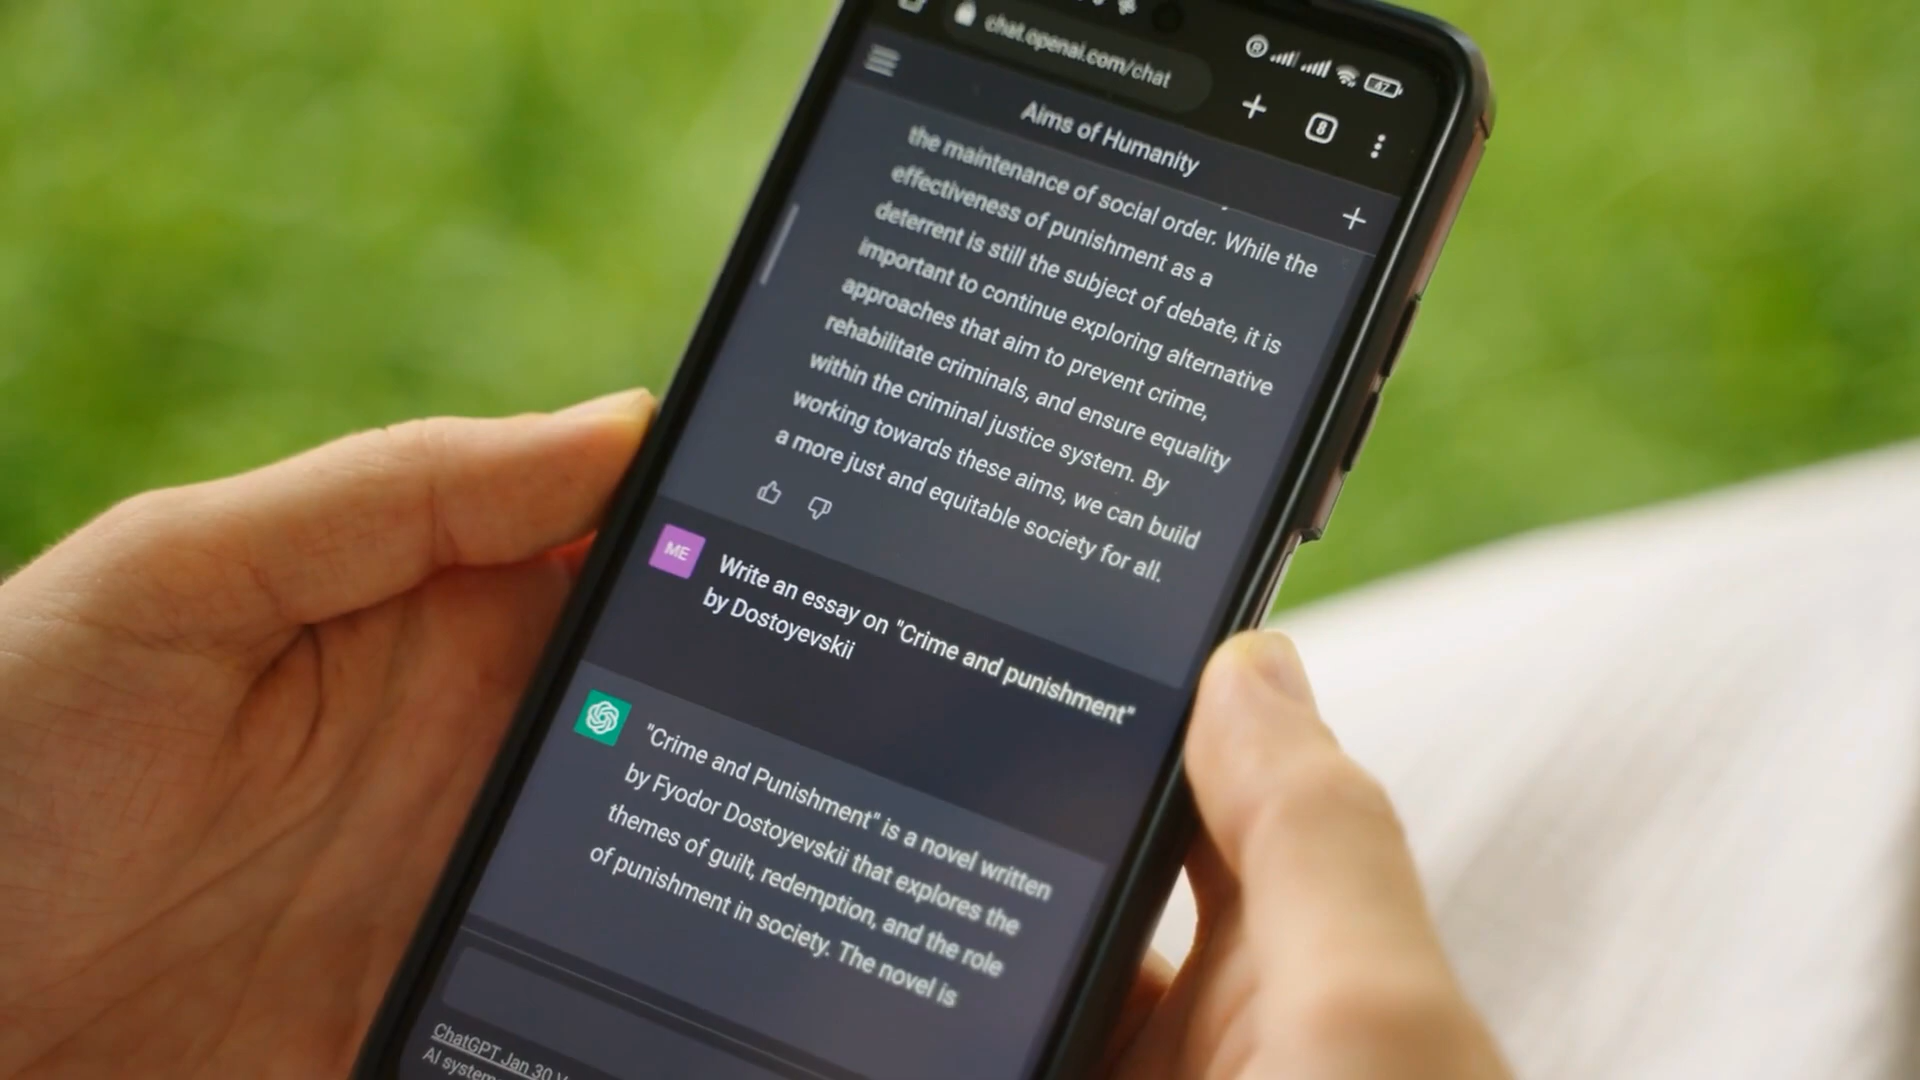 chat.openai.com/chat
47
8
Aims of Humanity
the maintenance of social order. While the
effectiveness of punishment as a
deterrent is still the subject of debate, it is
important to continue exploring alternative
approaches that aim to prevent crime,
rehabilitate criminals, and ensure equality
within the criminal justice system. By
working towards these aims, we can build
a more just and equitable society for all.
ME
Write an essay on "Crime and punishment"
by Dostoyevskii
"Crime and Punishment" is a novel written
by Fyodor Dostoyevskii that explores the
themes of guilt, redemption, and the role
of punishment in society. The novel is
ChatGPT Jan 30 V
AI system